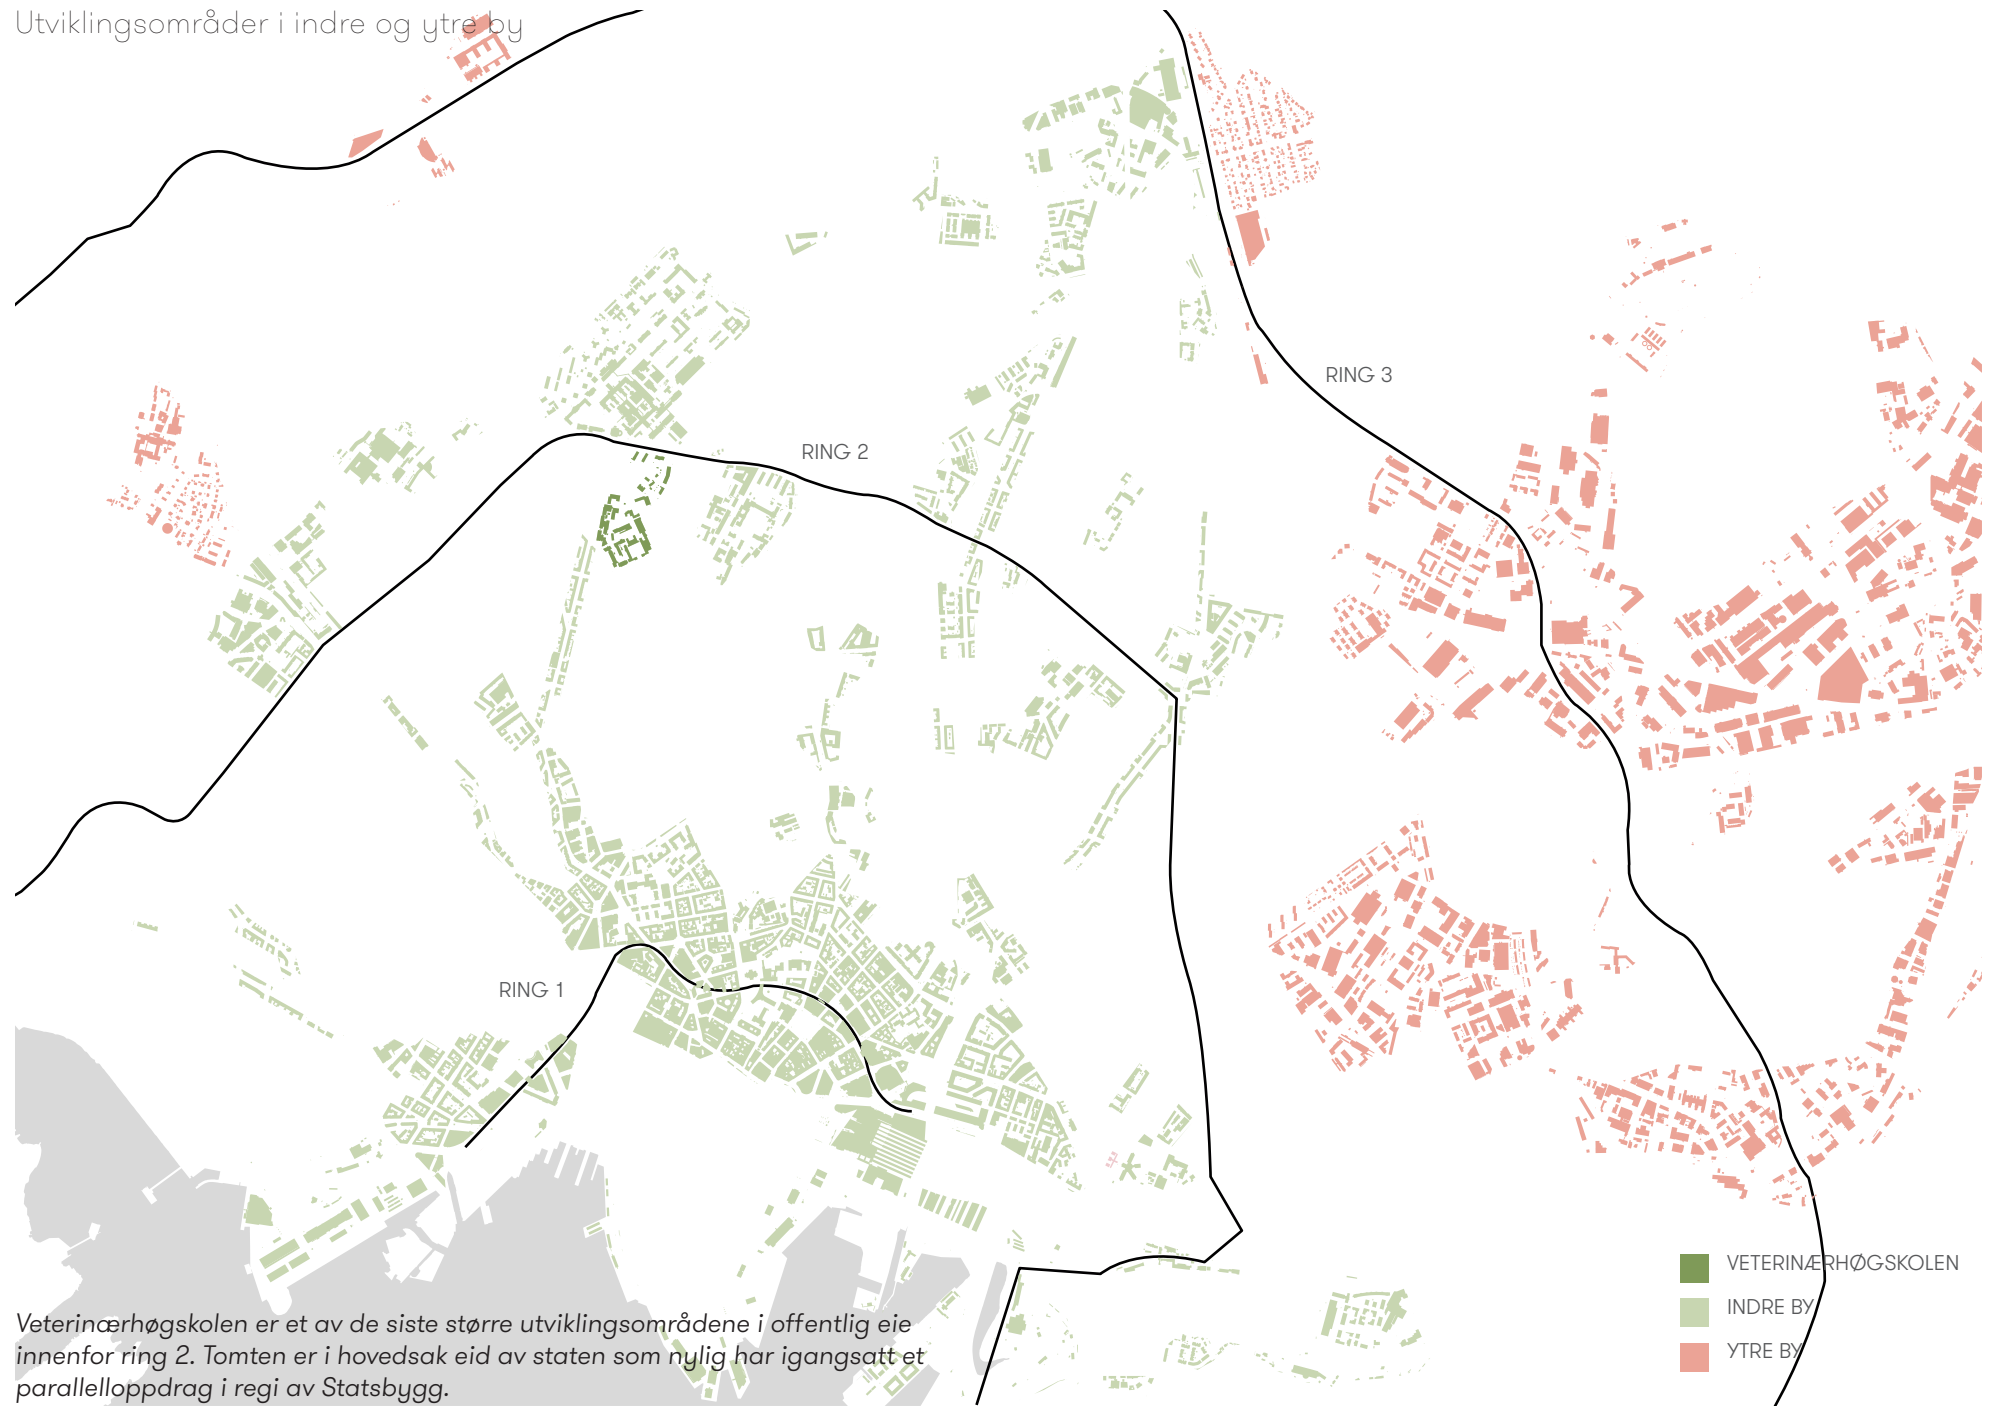 Utviklingsområder i indre og ytre by
RING 3
RING 2
RING 1
VETERINÆRHØGSKOLEN
INDRE BY
YTRE BY
Veterinærhøgskolen er et av de siste større utviklingsområdene i offentlig eie
innenfor ring 2. Tomten er i hovedsak eid av staten som nylig har igangsatt et
parallelloppdrag i regi av Statsbygg.